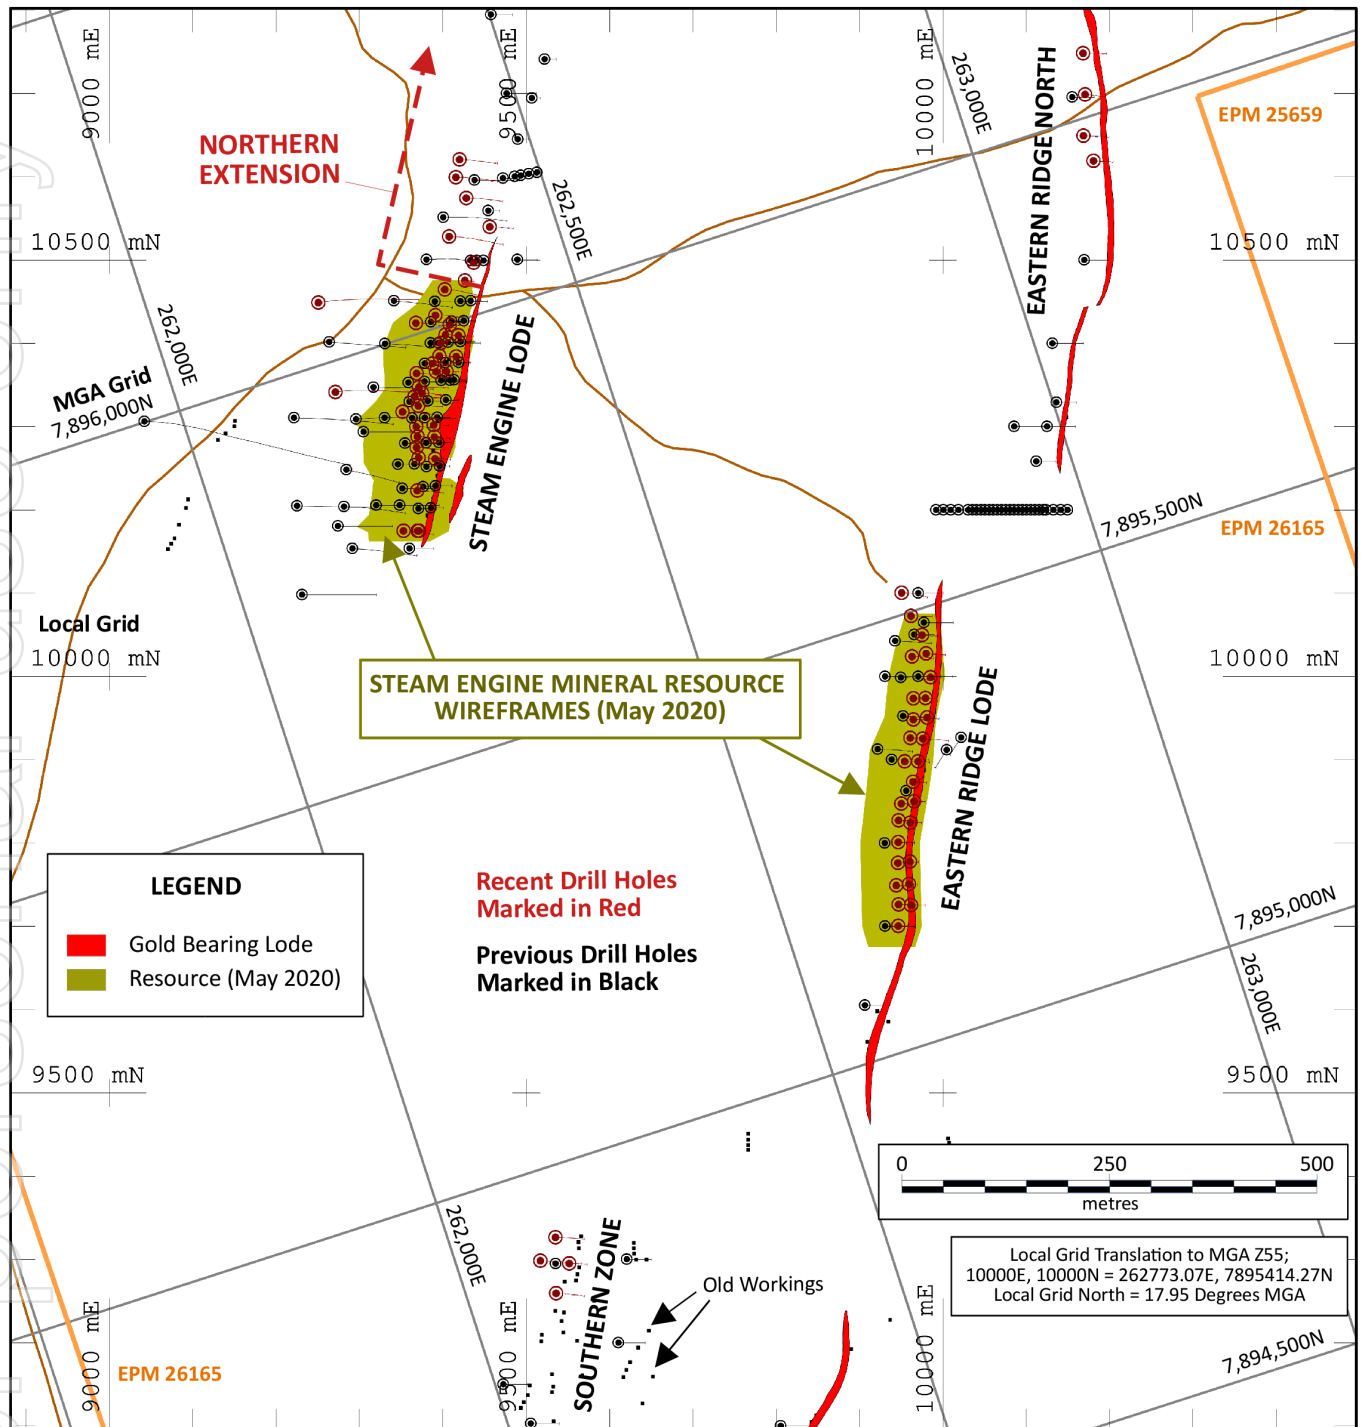 9000 mE
9500 mE
10000 mE
263,000E
EASTERN RIDGE NORTH
EPM 25659
NORTHERN
EXTENSION
262,500E
10500 mN
10500 mN
262,000E
MGA Grid
7,896,000N
STEAM ENGINE LODE
7,895,500N
EPM 26165
Local Grid
10000 mN
10000 mN
STEAM ENGINE MINERAL RESOURCE
WIREFRAMES (May 2020)
EASTERN RIDGE LODE
LEGEND
Gold Bearing Lode
Resource (May 2020)
Recent Drill Holes
Marked in Red
Previous Drill Holes
Marked in Black
7,895,000N
263,000E
9500 mN
9500 mN
0 250 500
metres
262,000E
SOUTHERN ZONE
Old Workings
Local Grid Translation to MGA Z55;
10000E, 10000N = 262773.07E, 7895414.27N
Local Grid North = 17.95 Degrees MGA
9000 mE
9500 mE
10000 mE
7,894,500N
EPM 26165